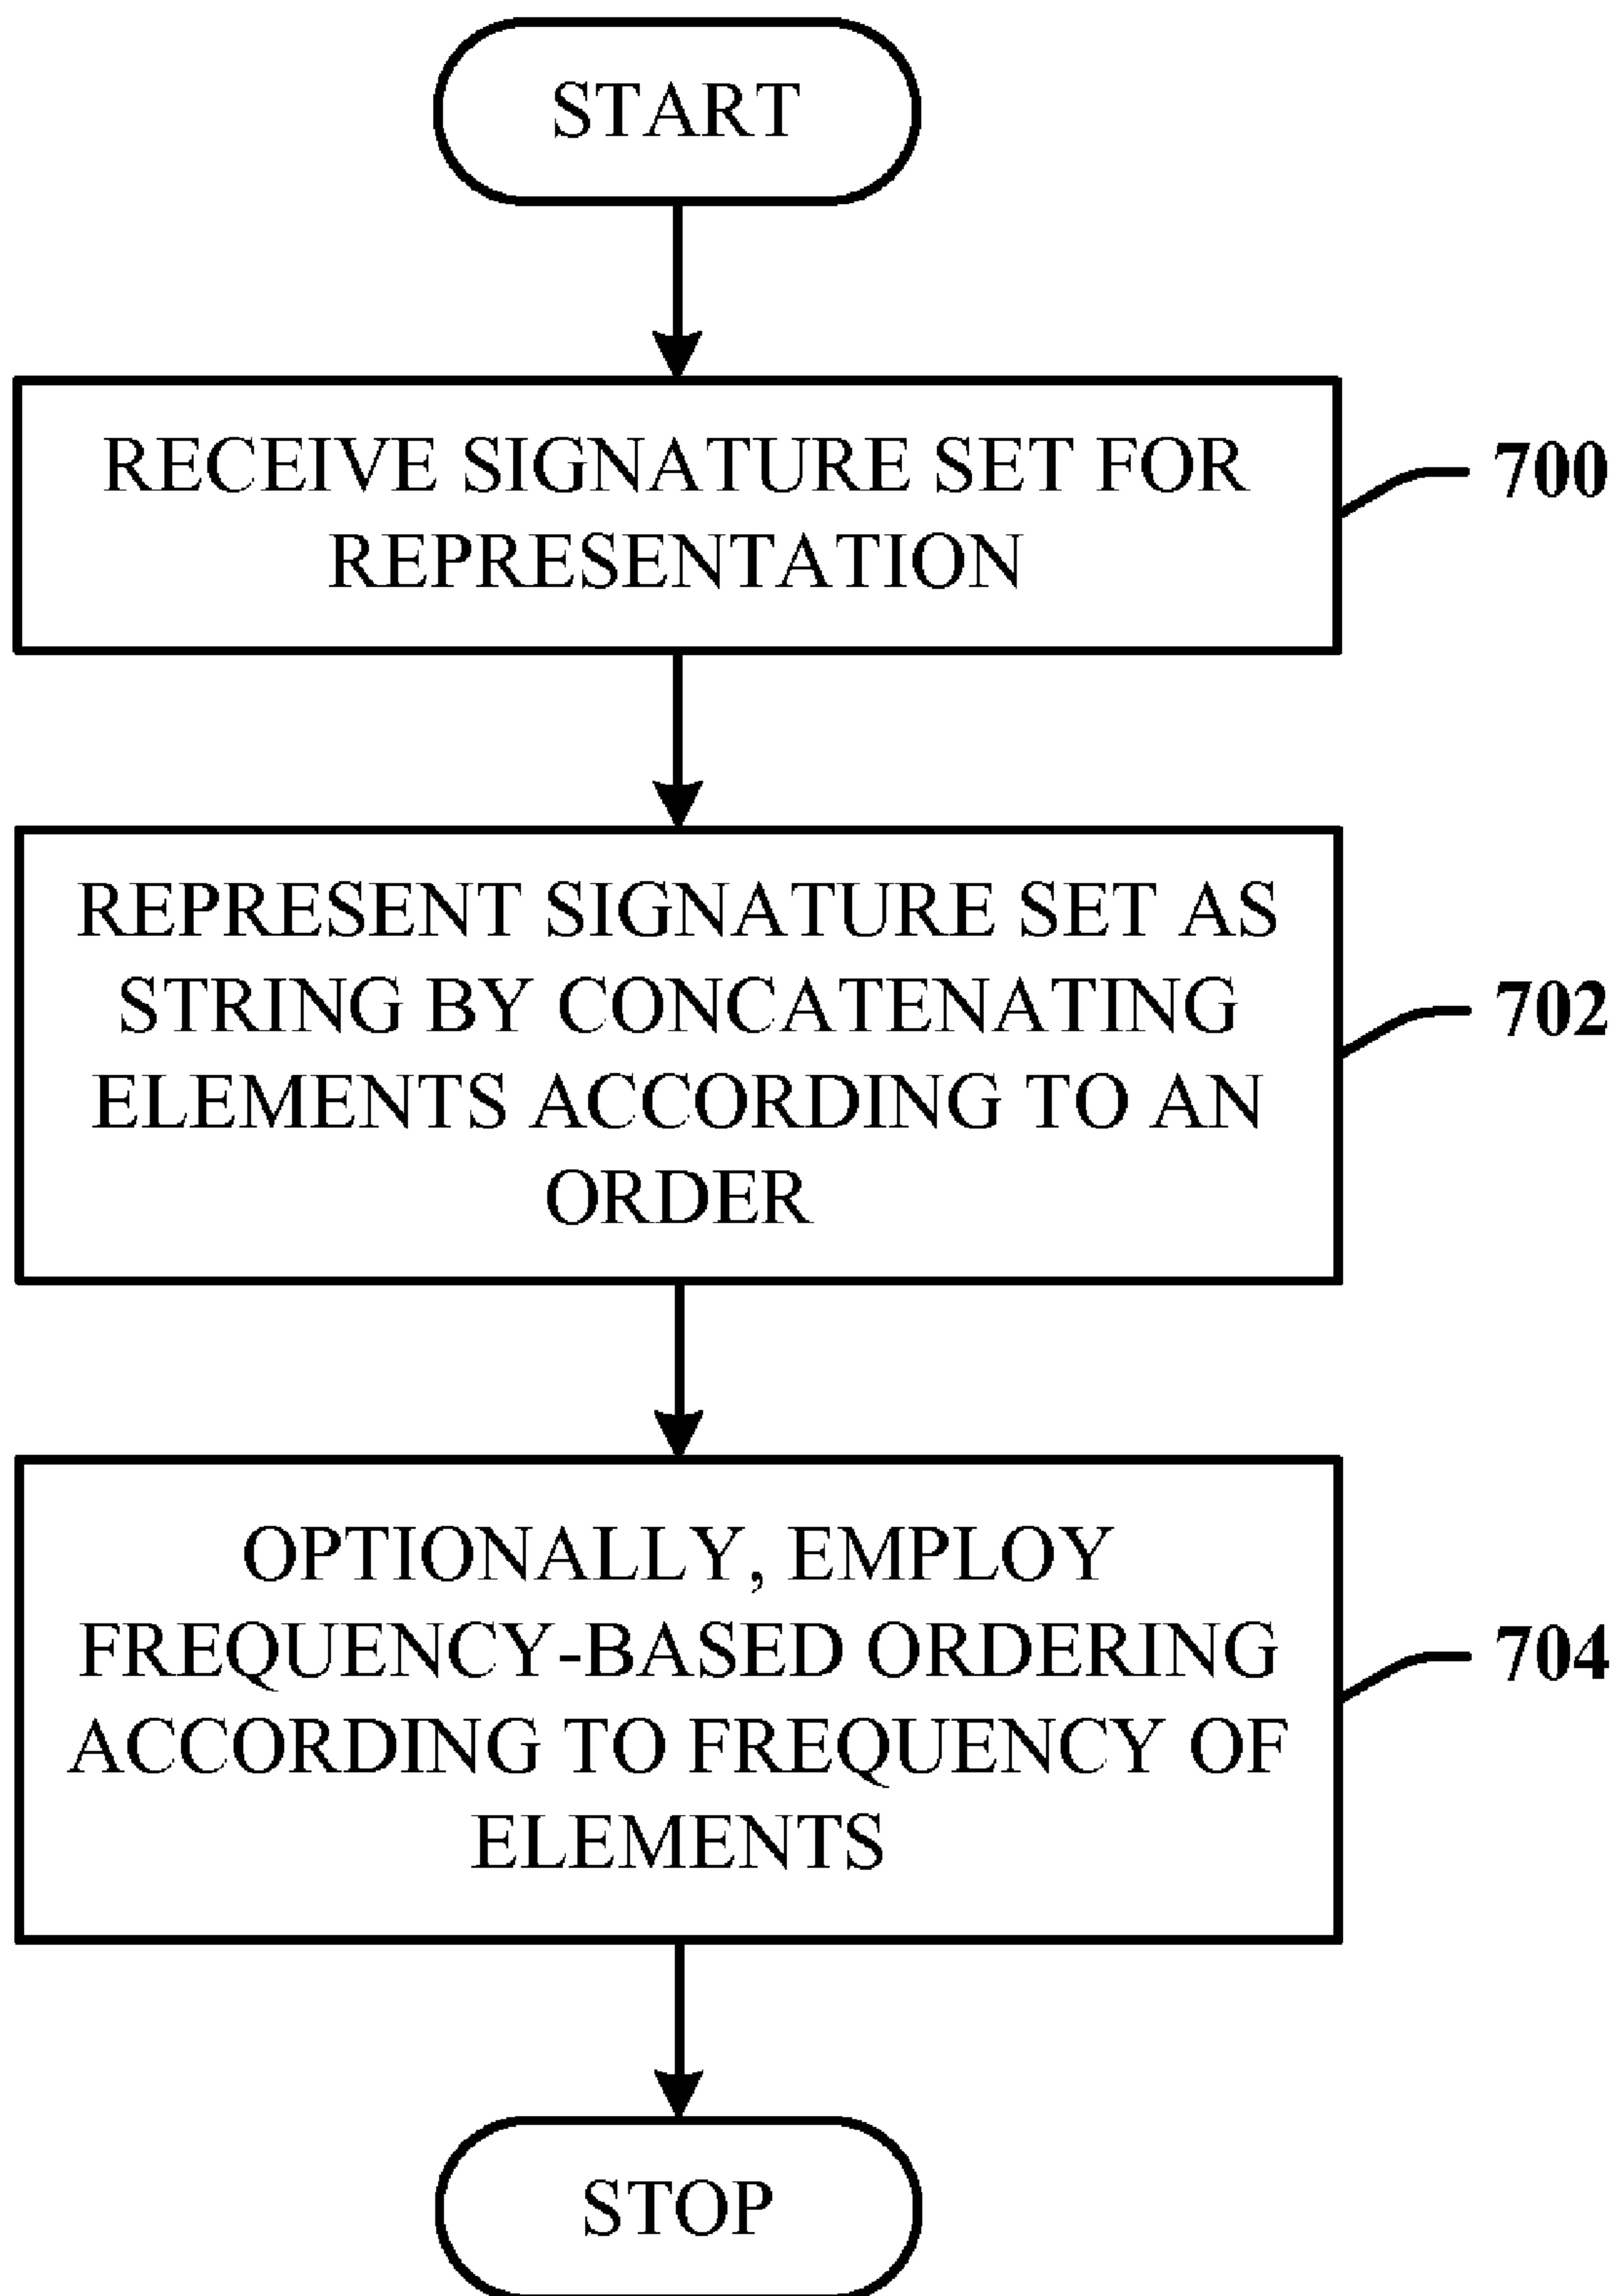 START
RECEIVE SIGNATURE SET FOR
REPRESENTATION
700
REPRESENT SIGNATURE SET AS
STRING BY CONCATENATING
ELEMENTS ACCORDING TO AN
ORDER
702
OPTIONALLY, EMPLOY
FREQUENCY-BASED ORDERING
ACCORDING TO FREQUENCY OF
ELEMENTS
704
STOP